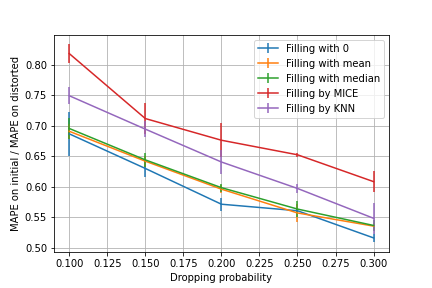 MAPE on initial / MAPE on distorted
0.80
0.75
0.70
0.65
0.60
0.55
0.50
Filling with 0
Filling with mean
Filling with median
Filling by MICE
Filling by KNN
0.100 0.125 0.150 0.175 0.200 0.225 0.250 0.275 0.300
Dropping probability